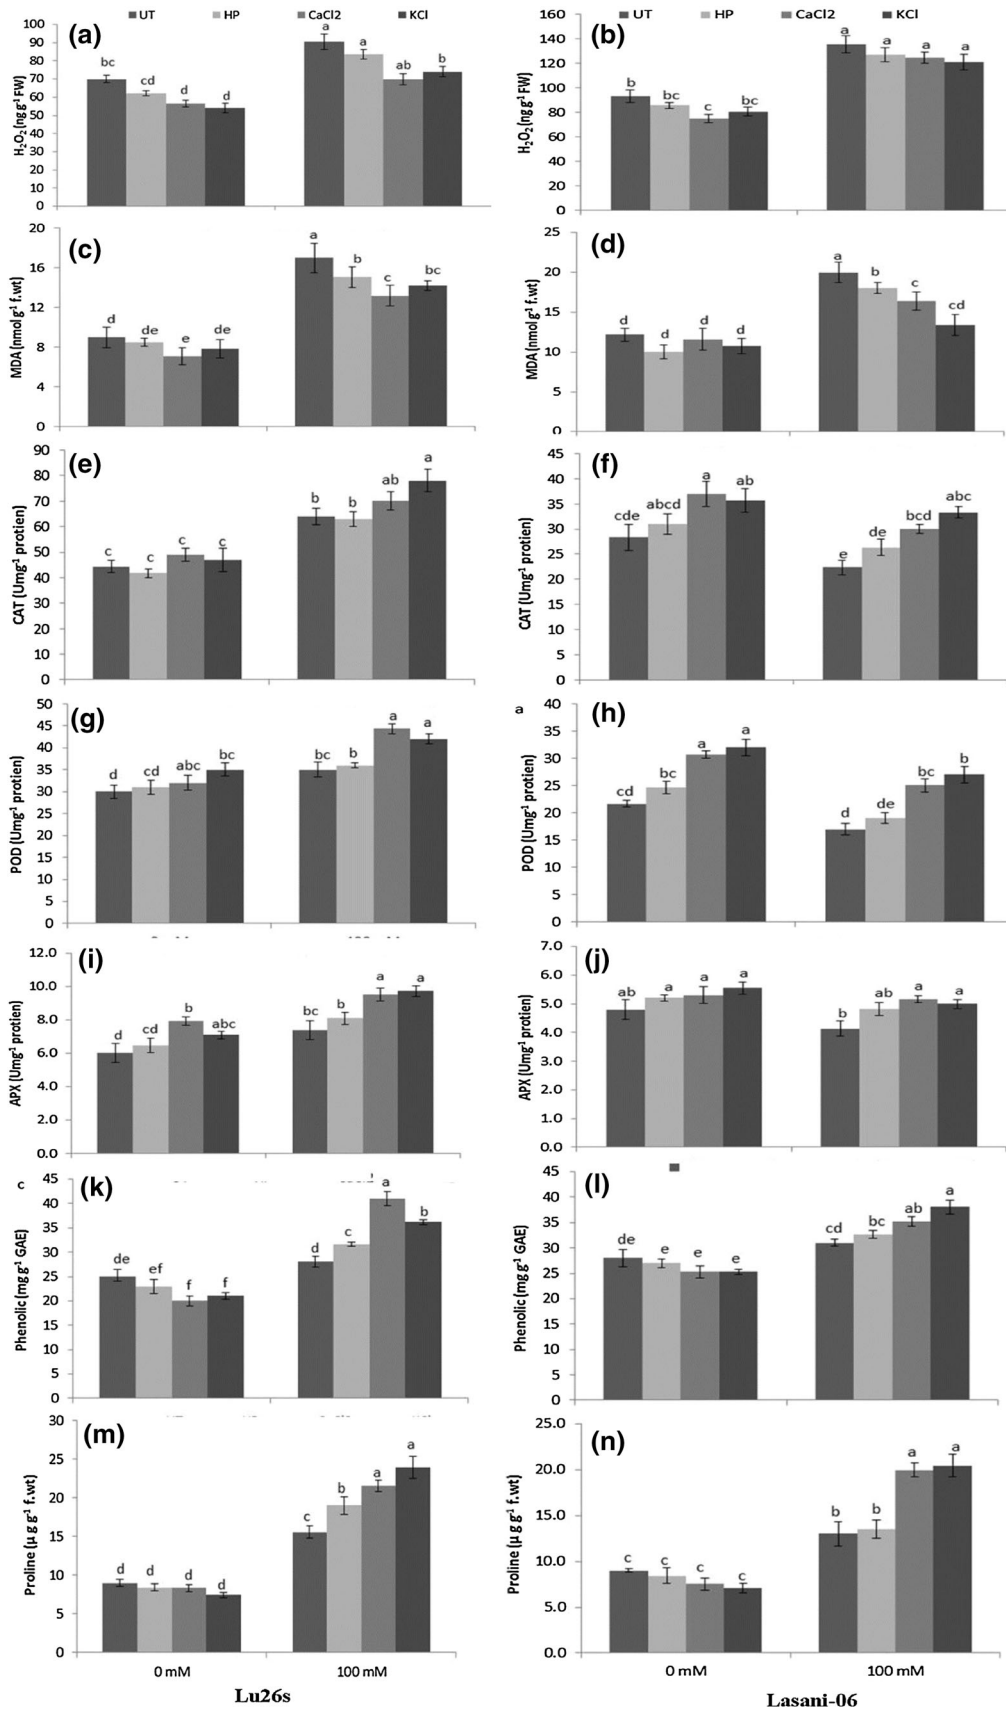 UT HP CaCl2 KCl
(a)
H₂O₂ (ng g⁻¹ FW)
100
90
80
70
60
50
40
30
20
10
0
bc cd d d a a ab b
UT HP CaCl2 KCl
(b)
H₂O₂ (ng g⁻¹ FW)
160
140
120
100
80
60
40
20
0
b bc c bc a a a a
(c)
MDA (nmol g⁻¹ f.wt)
20
16
12
8
4
0
d de e de a b c bc
(d)
MDA (nmol g⁻¹ f.wt)
25
20
15
10
5
0
d d d d a b c cd
(e)
CAT (Umg⁻¹ protien)
90
80
70
60
50
40
30
20
10
0
c c c c b b ab a
(f)
CAT (Umg⁻¹ protien)
45
40
35
30
25
20
15
10
5
0
cde abcd a ab e de bcd abc
(g)
POD (Umg⁻¹ protien)
50
45
40
35
30
25
20
15
10
5
0
d cd abc bc bc b a a
a
(h)
POD (Umg⁻¹ protien)
40
35
30
25
20
15
10
5
0
cd bc a a d de bc b
(i)
APX (Umg⁻¹ protien)
12.0
10.0
8.0
6.0
4.0
2.0
0.0
d cd b abc bc b a a
(j)
APX (Umg⁻¹ protien)
7.0
6.0
5.0
4.0
3.0
2.0
1.0
0.0
ab a a a b ab a a
c
(k)
Phenolic (mg g⁻¹ GAE)
45
40
35
30
25
20
15
10
5
0
de ef f f d c a b
(l)
Phenolic (mg g⁻¹ GAE)
45
40
35
30
25
20
15
10
5
0
de e e e cd bc ab a
(m)
Proline (µ g g⁻¹ f.wt)
30
25
20
15
10
5
0
d d d d c b a a
0 mM 100 mM
Lu26s
(n)
Proline (µ g g⁻¹ f.wt)
25.0
20.0
15.0
10.0
5.0
0.0
c c c c b b a a
0 mM 100 mM
Lasani-06